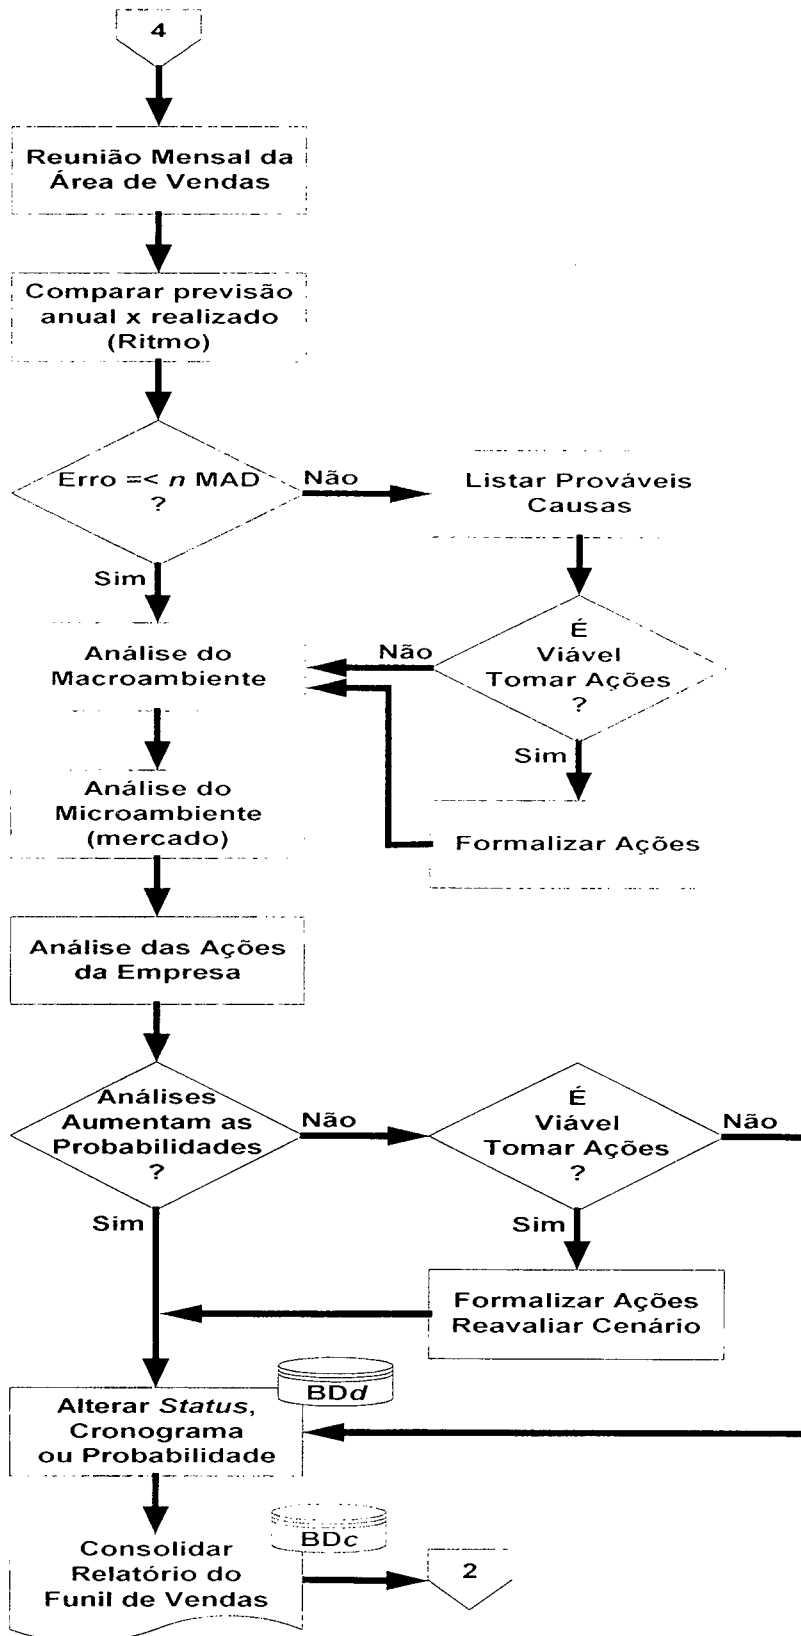 4
Reunião Mensal da
Área de Vendas
Comparar previsão
anual x realizado
(Ritmo)
Erro =< n MAD
?
Não
Listar Prováveis
Causas
Sim
Análise do
Macroambiente
Não
É
Viável
Tomar Ações
?
Sim
Formalizar Ações
Análise do
Microambiente
(mercado)
Análise das Ações
da Empresa
Análises
Aumentam as
Probabilidades
?
Não
É
Viável
Tomar Ações
?
Não
Sim
Sim
Formalizar Ações
Reavaliar Cenário
BDd
Alterar Status,
Cronograma
ou Probabilidade
BDc
Consolidar
Relatório do
Funil de Vendas
2